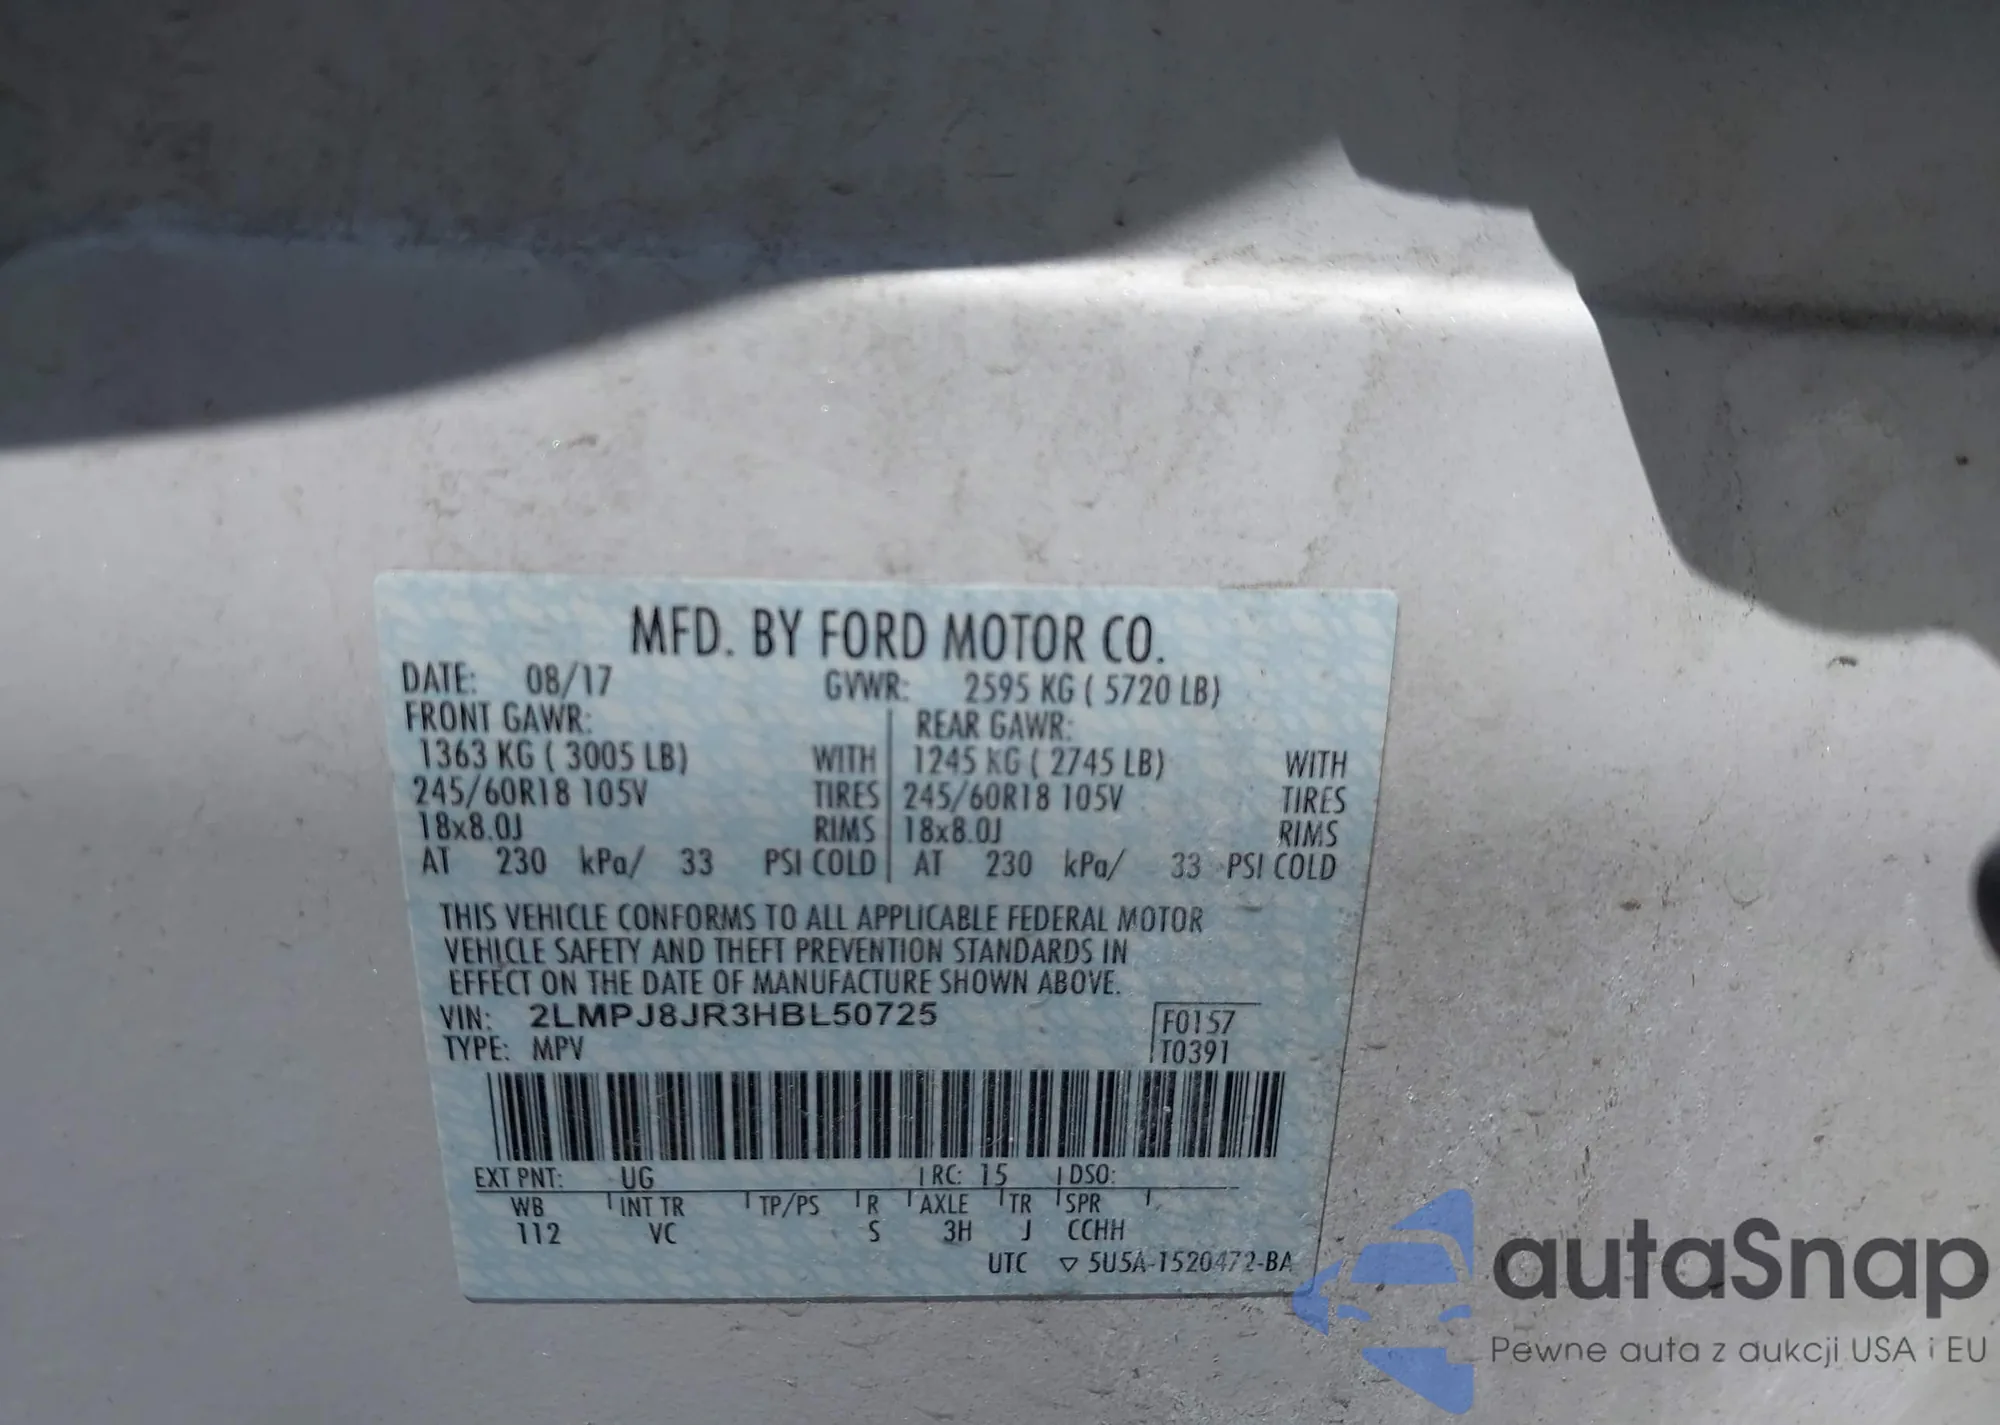 MFD. BY FORD MOTOR CO.
DATE: 08/17 GVWR: 2595 KG ( 5720 LB)
FRONT GAWR: REAR GAWR:
1363 KG ( 3005 LB) WITH 1245 KG ( 2745 LB) WITH
245/60R18 105V TIRES 245/60R18 105V TIRES
18x8.0J RIMS 18x8.0J RIMS
AT 230 kPa/ 33 PSI COLD AT 230 kPa/ 33 PSI COLD
THIS VEHICLE CONFORMS TO ALL APPLICABLE FEDERAL MOTOR
VEHICLE SAFETY AND THEFT PREVENTION STANDARDS IN
EFFECT ON THE DATE OF MANUFACTURE SHOWN ABOVE.
VIN: 2LMPJ8JR3HBL50725 F0157
TYPE: MPV T0391
EXT PNT: UG RC: 15 DSO:
WB INT TR TP/PS R AXLE TR SPR
112 VC S 3H J CCHH
UTC ▽ 5U5A-1520472-BA
autaSnap
Pewne auta z aukcji USA i EU